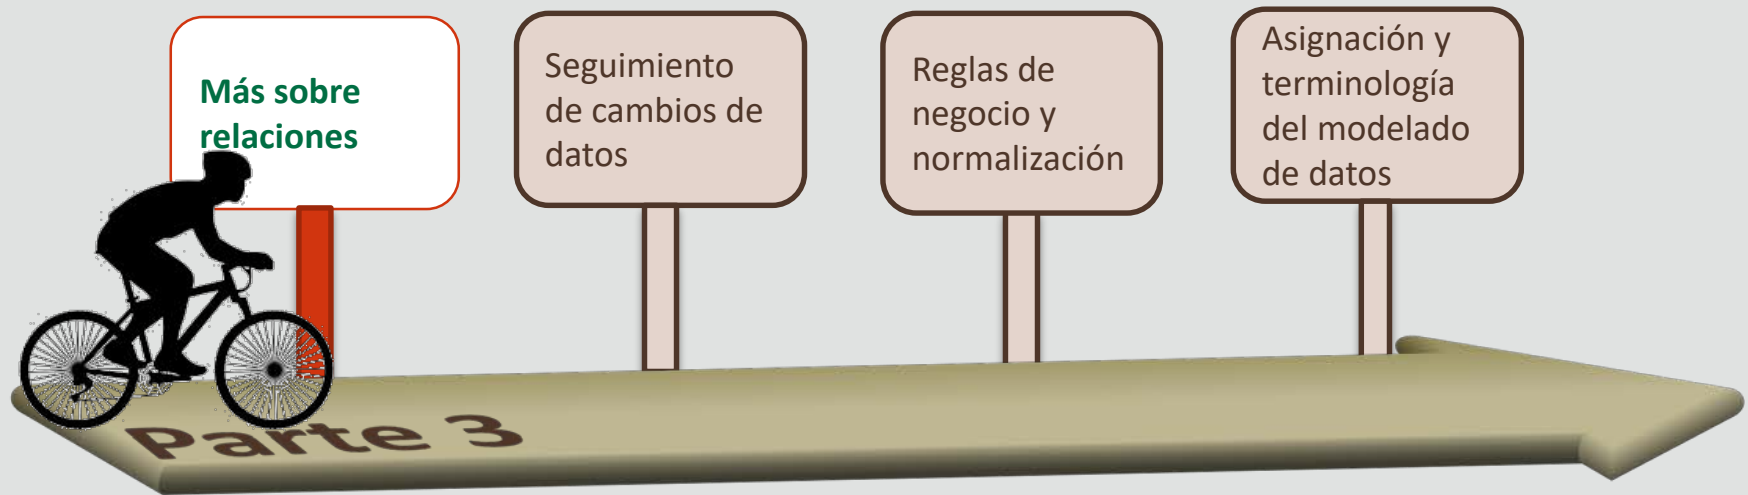 Más sobre
relaciones
Seguimiento
de cambios de
datos
Reglas de
negocio y
normalización
Asignación y
terminología
del modelado
de datos
Parte 3